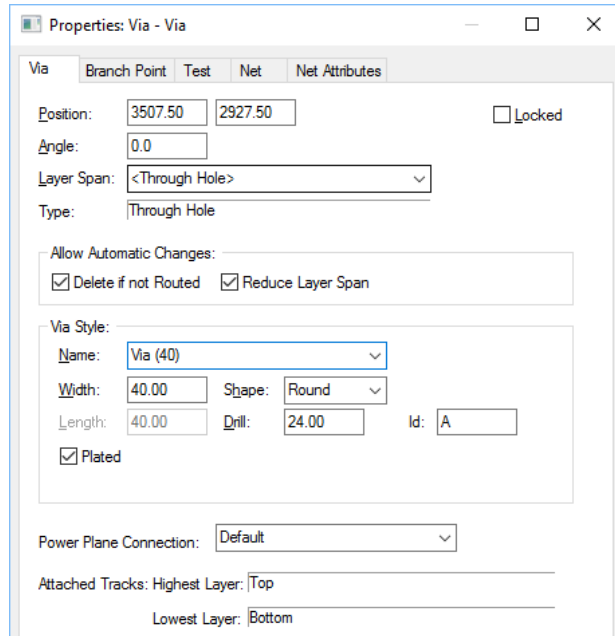 Properties: Via - Via
Via Branch Point Test Net Net Attributes
Position: 3507.50 2927.50 Locked
Angle: 0.0
Layer Span: <Through Hole>
Type: Through Hole
Allow Automatic Changes:
Delete if not Routed Reduce Layer Span
Via Style:
Name: Via (40)
Width: 40.00 Shape: Round
Length: 40.00 Drill: 24.00 Id: A
Plated
Power Plane Connection: Default
Attached Tracks: Highest Layer: Top
Lowest Layer: Bottom